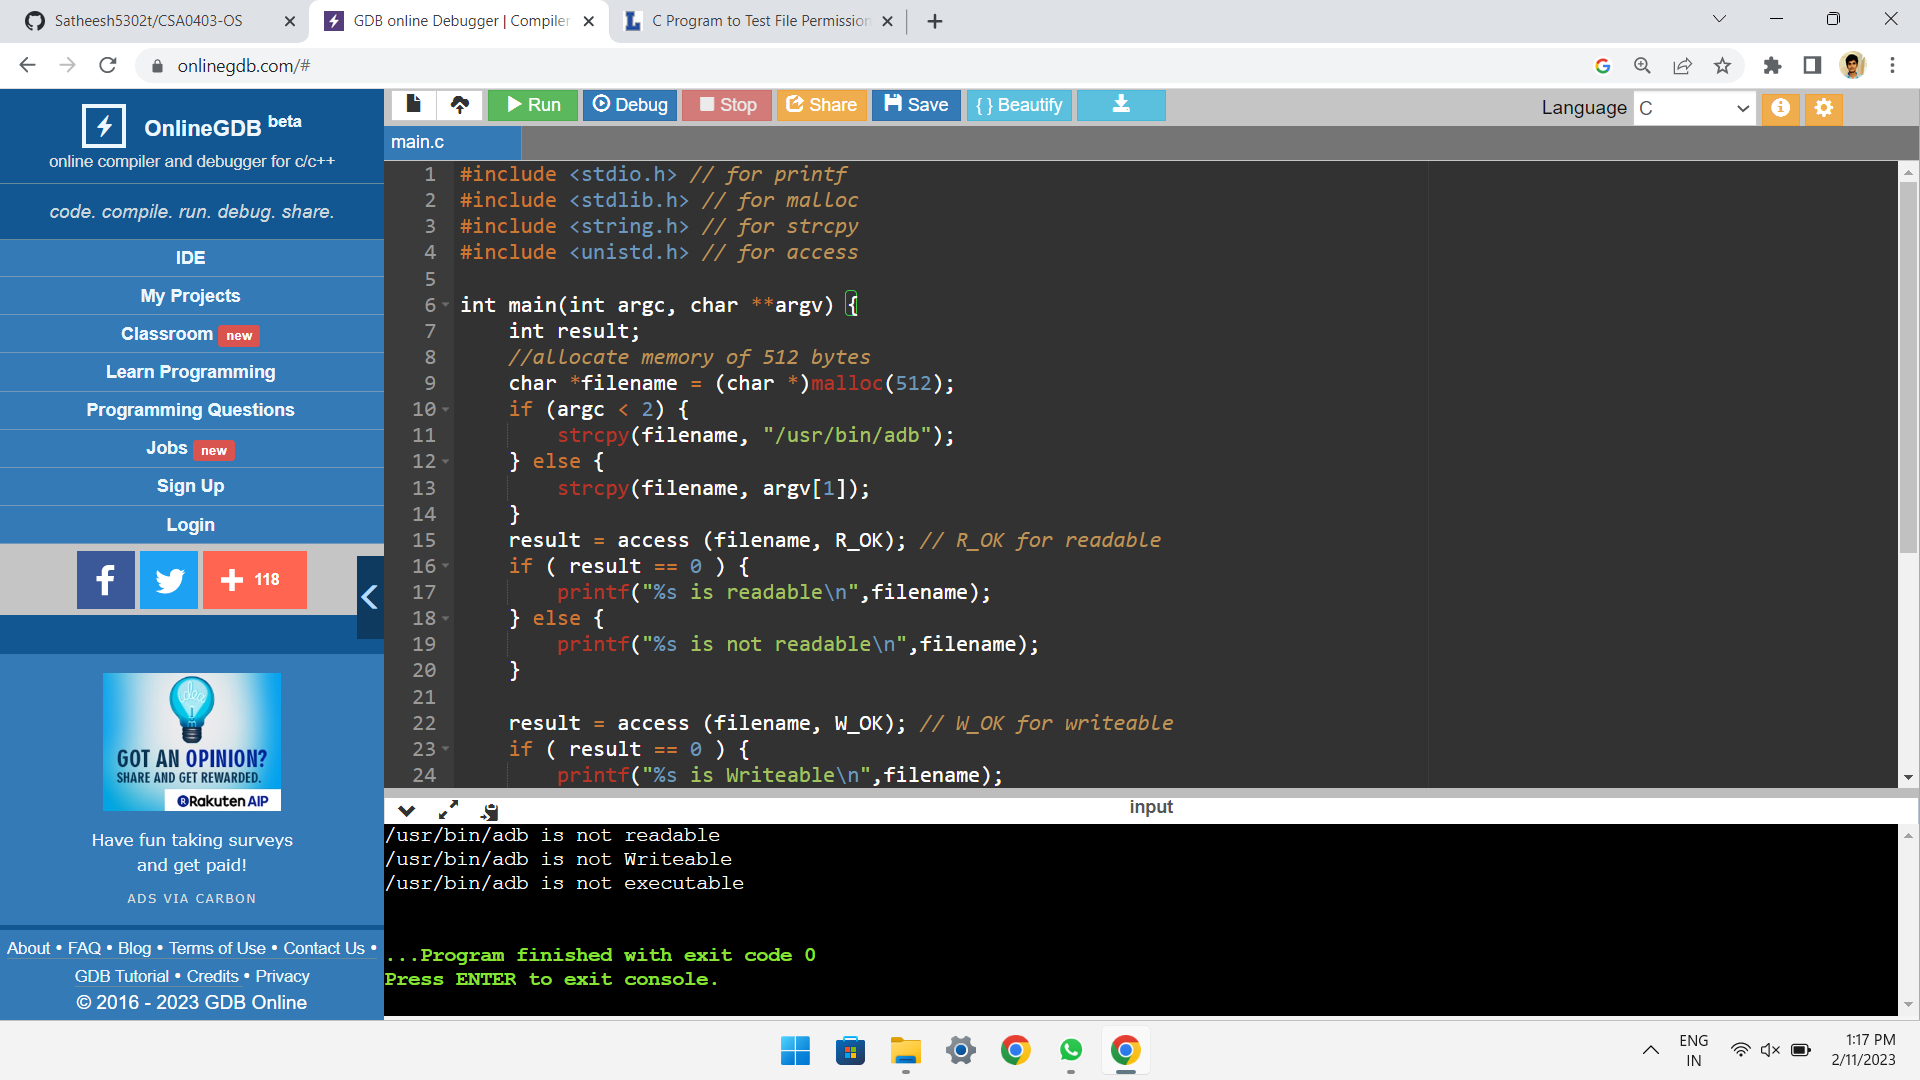 Satheesh5302t/CSA0403-OS
GDB online Debugger | Compiler
C Program to Test File Permission
onlinegdb.com/#
OnlineGDB beta
online compiler and debugger for c/c++
code. compile. run. debug. share.
IDE
My Projects
Classroom new
Learn Programming
Programming Questions
Jobs new
Sign Up
Login
118
idea
GOT AN OPINION?
SHARE AND GET REWARDED.
Rakuten AIP
Have fun taking surveys
and get paid!
ADS VIA CARBON
About • FAQ • Blog • Terms of Use • Contact Us •
GDB Tutorial • Credits • Privacy
© 2016 - 2023 GDB Online
Run Debug Stop Share Save { } Beautify
Language C
main.c
1 #include <stdio.h> // for printf
2 #include <stdlib.h> // for malloc
3 #include <string.h> // for strcpy
4 #include <unistd.h> // for access
5
6 int main(int argc, char **argv) {
7 int result;
8 //allocate memory of 512 bytes
9 char *filename = (char *)malloc(512);
10 if (argc < 2) {
11 strcpy(filename, "/usr/bin/adb");
12 } else {
13 strcpy(filename, argv[1]);
14 }
15 result = access (filename, R_OK); // R_OK for readable
16 if ( result == 0 ) {
17 printf("%s is readable\n",filename);
18 } else {
19 printf("%s is not readable\n",filename);
20 }
21
22 result = access (filename, W_OK); // W_OK for writeable
23 if ( result == 0 ) {
24 printf("%s is Writeable\n",filename);
input
/usr/bin/adb is not readable
/usr/bin/adb is not Writeable
/usr/bin/adb is not executable
...Program finished with exit code 0
Press ENTER to exit console.
ENG
IN
1:17 PM
2/11/2023